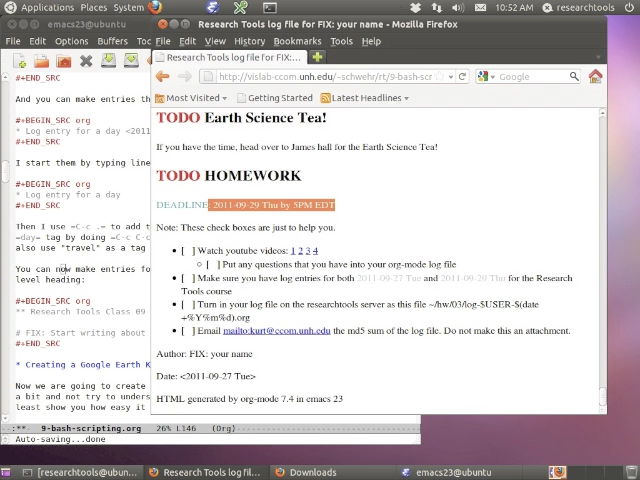 Applications Places System
10:52 AM
researchtools
emacs23@ubuntu
Research Tools log file for FIX: your name - Mozilla Firefox
File Edit Options Buffers
File Edit View History Bookmarks Tools Help
Research Tools log file for FIX:...
http://vislab-ccom.unh.edu/~schwehr/rt/9-bash-scr
Google
Most Visited
Getting Started
Latest Headlines
#+END_SRC
And you can make entries th
#+BEGIN_SRC org
* Log entry for a day <2011
#+END_SRC
I start them by typing line
#+BEGIN_SRC org
* Log entry for a day
#+END_SRC
Then I use =C-c .= to add t
=day= tag by doing =C-c C-c
also use "travel" as a tag
You can now make entries fo
level heading:
#+BEGIN_SRC org
** Research Tools Class 09
# FIX: Start writing about
#+END_SRC
* Creating a Google Earth K
Now we are going to create
a bit and not try to unders
least show you how easy it
TODO Earth Science Tea!
If you have the time, head over to James hall for the Earth Science Tea!
TODO HOMEWORK
DEADLINE: 2011-09-29 Thu by 5PM EDT
Note: These check boxes are just to help you.
[ ] Watch youtube videos: 1 2 3 4
[ ] Put any questions that you have into your org-mode log file
[ ] Make sure you have log entries for both 2011-09-27 Tue and 2011-09-29 Thu for the Research
Tools course
[ ] Turn in your log file on the researchtools server as this file ~/hw/03/log-$USER-$(date
+%Y%m%d).org
[ ] Email mailto:kurt@ccom.unh.edu the md5 sum of the log file. Do not make this an attachment.
Author: FIX: your name
Date: <2011-09-27 Tue>
HTML generated by org-mode 7.4 in emacs 23
-:**- 9-bash-scripting.org 26% L146 (Org)
Auto-saving...done
[researchtools@ubun...
Research Tools log fil...
Downloads
emacs23@ubuntu